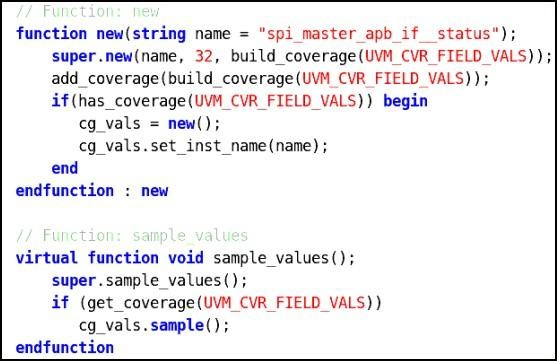 // Function: new
function new(string name = "spi_master_apb_if__status");
super.new(name, 32, build_coverage(UVM_CVR_FIELD_VALS));
add_coverage(build_coverage(UVM_CVR_FIELD_VALS));
if(has_coverage(UVM_CVR_FIELD_VALS)) begin
cg_vals = new();
cg_vals.set_inst_name(name);
end
endfunction : new
// Function: sample_values
virtual function void sample_values();
super.sample_values();
if (get_coverage(UVM_CVR_FIELD_VALS))
cg_vals.sample();
endfunction